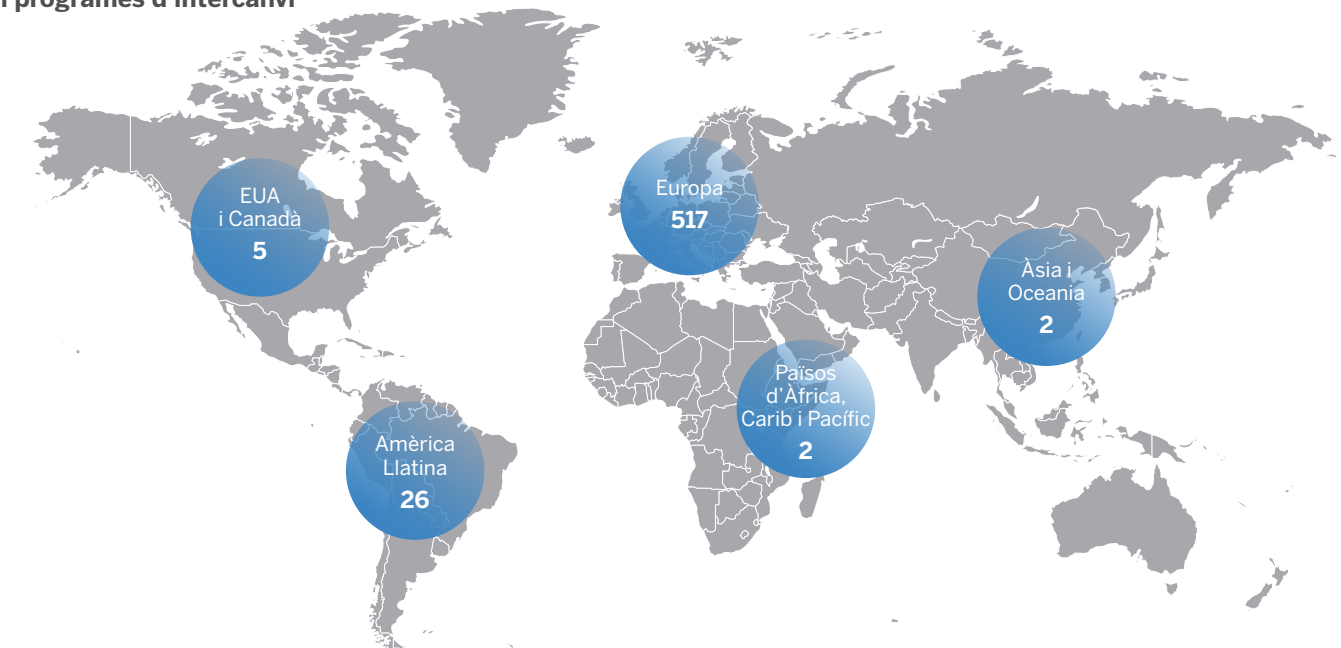 i programes d'intercanvi
EUA
i Canadà
5
Europa
517
Àsia i
Oceania
2
Països
d'Àfrica,
Carib i Pacífic
2
Amèrica
Llatina
26